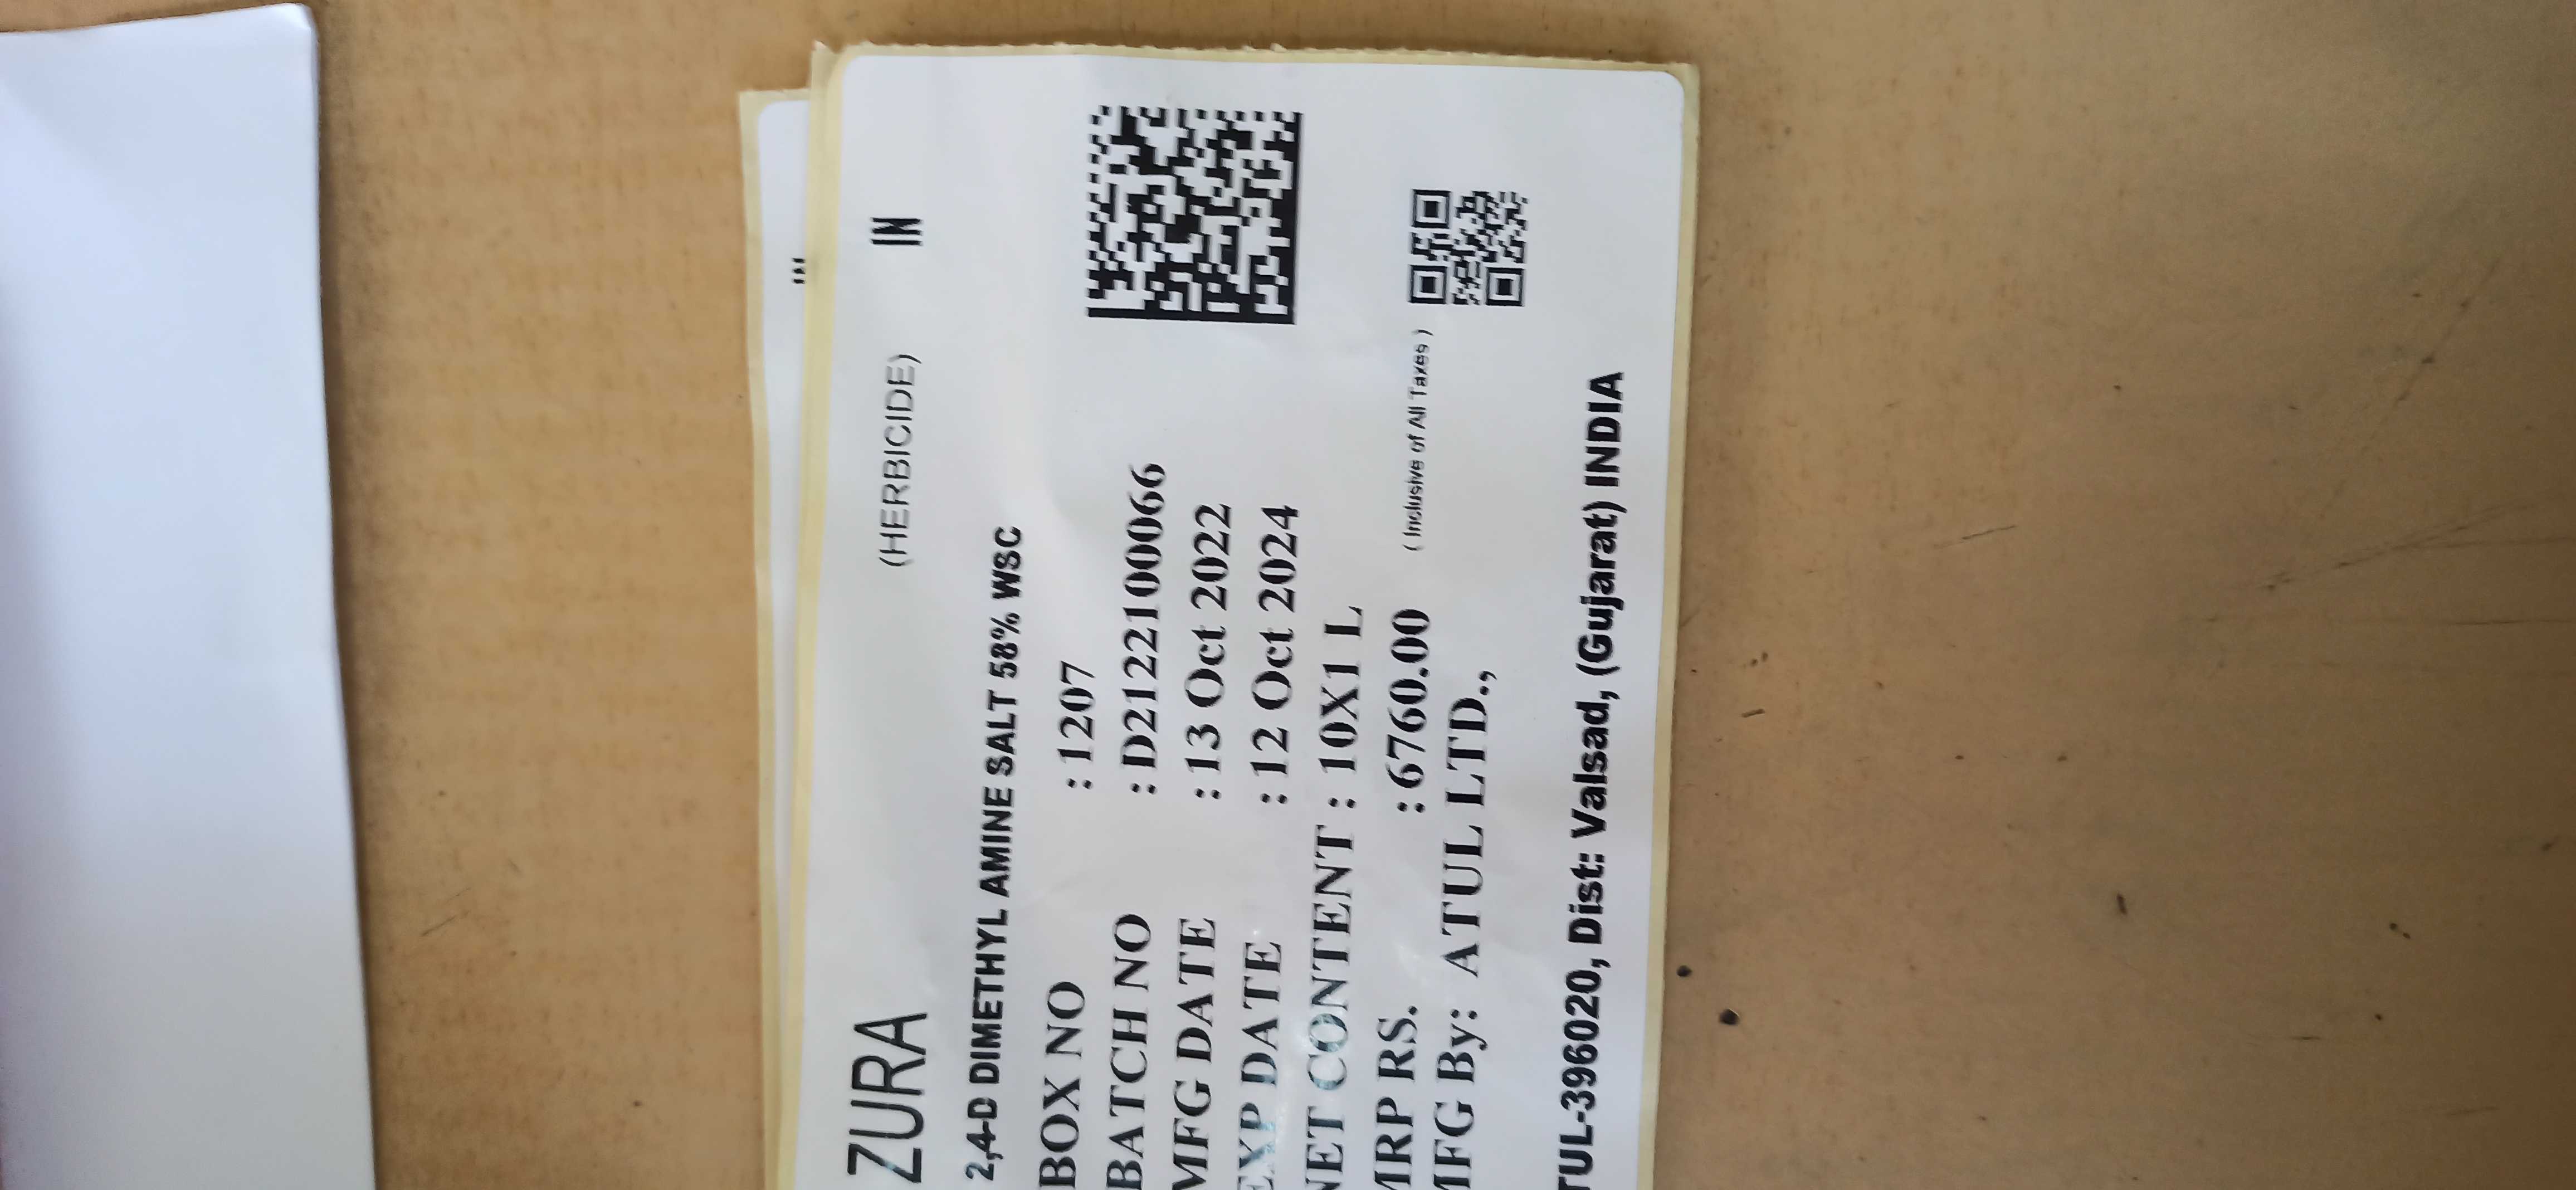 ZURA (HERBICIDE) IN
2,4-D DIMETHYL AMINE SALT 58% WSC
BOX NO : 1207
BATCH NO : D2122100066
MFG DATE : 13 Oct 2022
EXP DATE : 12 Oct 2024
NET CONTENT : 10X1 L
MRP RS. : 6760.00 ( Inclusive of All Taxes )
MFG By: ATUL LTD.,
TUL-396020, Dist: Valsad, (Gujarat) INDIA
IN